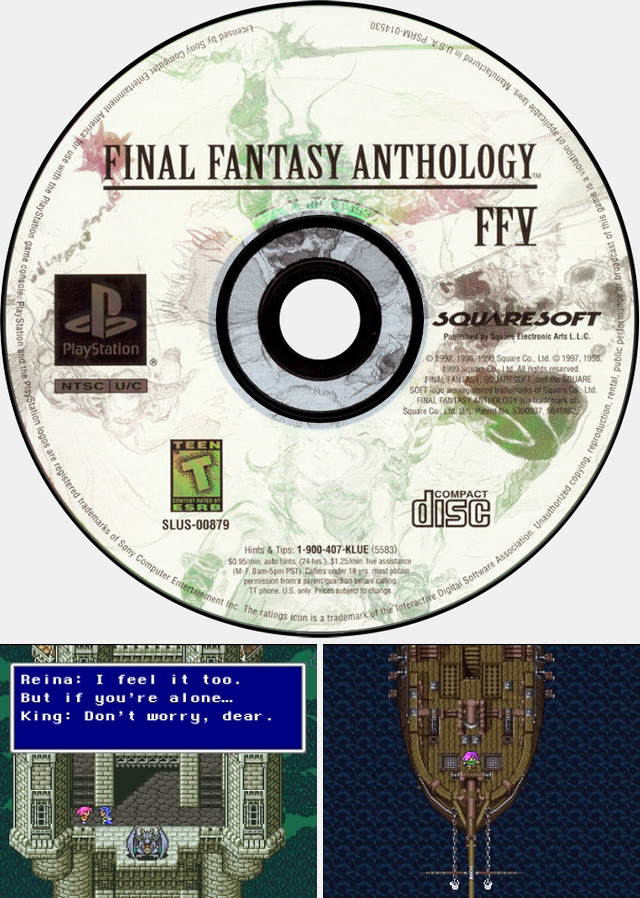 Licensed by Sony Computer Entertainment America for use with the PlayStation game console. PlayStation and the PlayStation logos are registered trademarks of Sony Computer Entertainment Inc. The ratings icon is a trademark of the Interactive Digital Software Association. Unauthorized copying, reproduction, rental, public performance or broadcast of this game is a violation of applicable laws. Manufactured in U.S.A. PSRM-014530
FINAL FANTASY ANTHOLOGY™
FFV
PlayStation
®
NTSC U/C
SQUARESOFT
Published by Square Electronic Arts L.L.C.
© 1992, 1998, 1999 Square Co., Ltd. © 1997, 1998,
1999 Square Co., Ltd. All rights reserved.
FINAL FANTASY, SQUARESOFT, and the SQUARE
SOFT logo are registered trademarks of Square Co., Ltd.
FINAL FANTASY ANTHOLOGY is a trademark of
Square Co., Ltd. U.S. Patent No.
TEEN
T
CONTENT RATED BY
ESRB
SLUS-00879
COMPACT
disc
Hints & Tips: 1-900-407-KLUE (5583)
$0.95/min. auto hints, (24 hrs.) $1.25/min. live assistance
(M-F, 8am-5pm PST). Callers under 18 yrs. must obtain
permission from a parent/guardian before calling.
TT phone. U.S. only. Prices subject to change.
Reina: I feel it too.
But if you're alone…
King: Don't worry, dear.